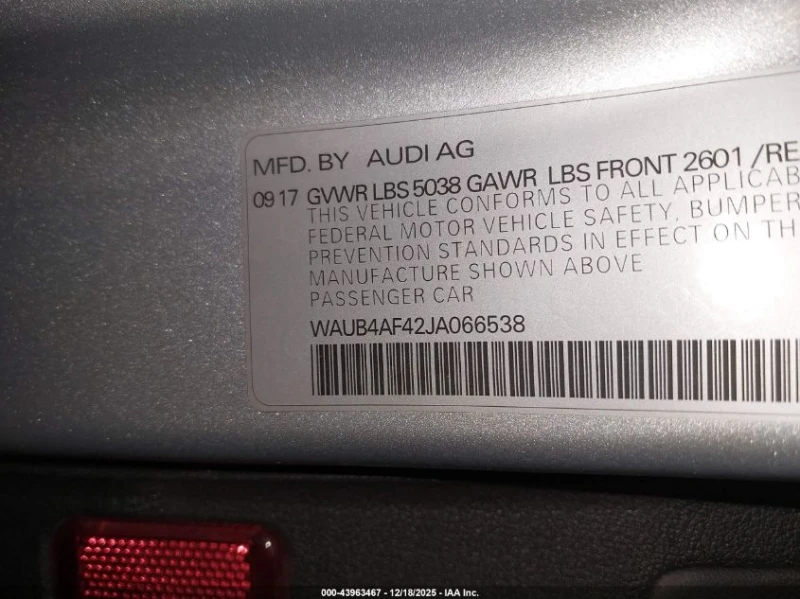 MFD. BY AUDI AG
09 17 GVWR LBS 5038 GAWR LBS FRONT 2601 /RE
THIS VEHICLE CONFORMS TO ALL APPLICAB
FEDERAL MOTOR VEHICLE SAFETY, BUMPER
PREVENTION STANDARDS IN EFFECT ON TH
MANUFACTURE SHOWN ABOVE
PASSENGER CAR
WAUB4AF42JA066538
000-43963467 - 12/18/2025 - IAA Inc.